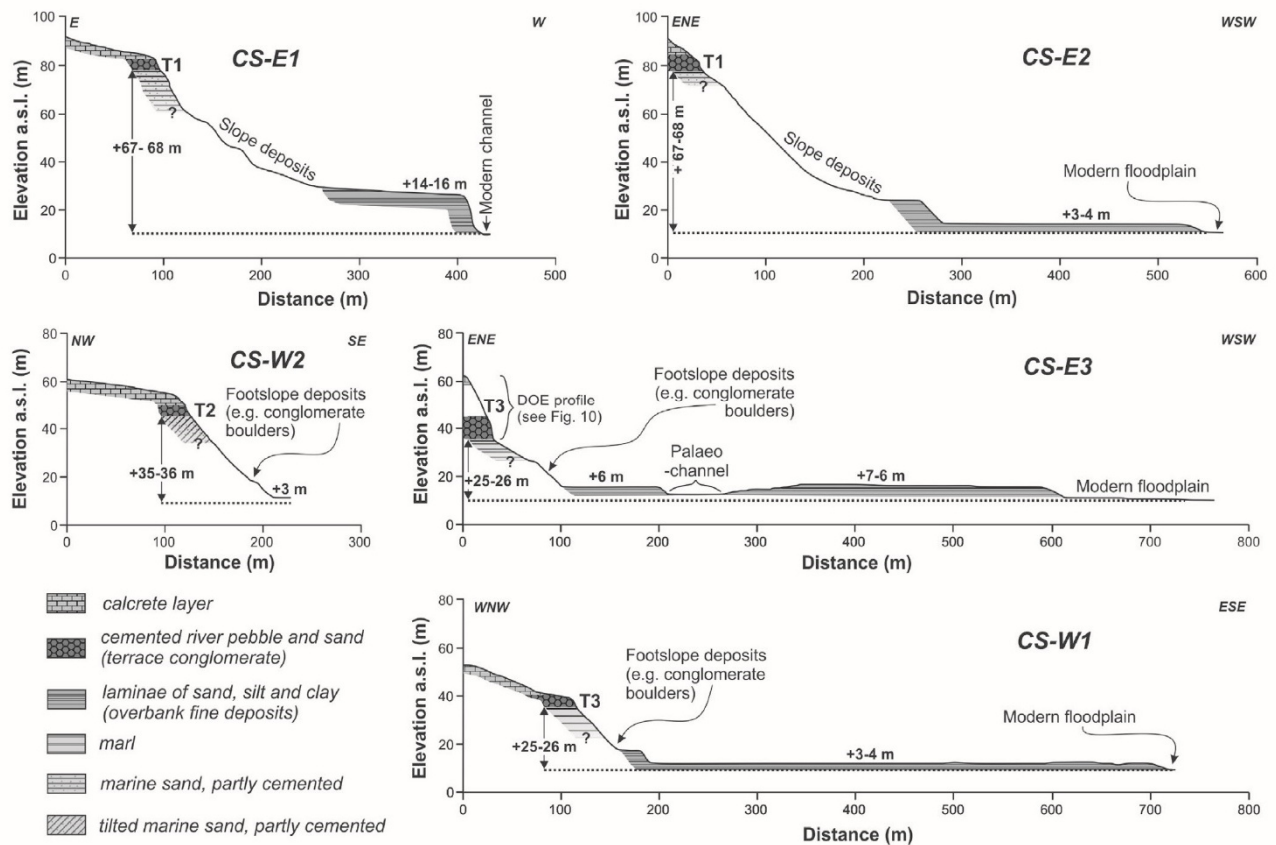 E
W
CS-E1
Elevation a.s.l. (m)
100
80
60
40
20
0
T1
?
+67- 68 m
Slope deposits
+14-16 m
Modern channel
0
100
200
300
400
500
Distance (m)
ENE
WSW
CS-E2
Elevation a.s.l. (m)
100
80
60
40
20
0
T1
?
+ 67-68 m
Slope deposits
Modern floodplain
+3-4 m
0
100
200
300
400
500
600
Distance (m)
NW
SE
CS-W2
Elevation a.s.l. (m)
80
60
40
20
0
T2
?
Footslope deposits
(e.g. conglomerate
boulders)
+35-36 m
+3 m
0
100
200
300
Distance (m)
ENE
WSW
CS-E3
Elevation a.s.l. (m)
80
60
40
20
0
T3
?
DOE profile
(see Fig. 10)
Footslope deposits
(e.g. conglomerate
boulders)
+25-26 m
+6 m
Palaeo
-channel
+7-6 m
Modern floodplain
0
100
200
300
400
500
600
700
800
Distance (m)
calcrete layer
cemented river pebble and sand
(terrace conglomerate)
laminae of sand, silt and clay
(overbank fine deposits)
marl
marine sand, partly cemented
tilted marine sand, partly cemented
WNW
ESE
CS-W1
Elevation a.s.l. (m)
80
60
40
20
0
T3
?
Footslope deposits
(e.g. conglomerate
boulders)
+25-26 m
+3-4 m
Modern floodplain
0
100
200
300
400
500
600
700
800
Distance (m)